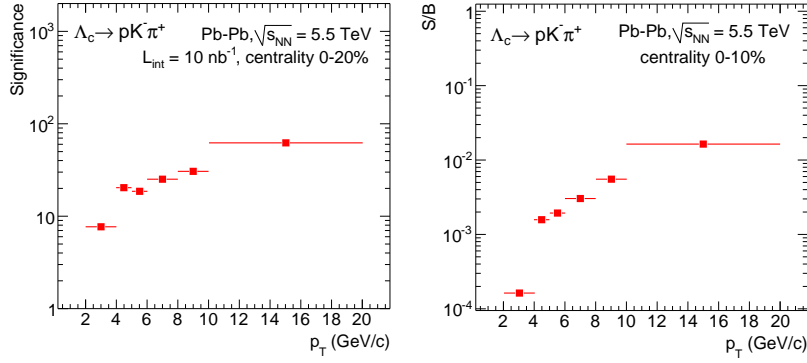 Significance
10³
10²
10
1
Λc → pK⁻π⁺
Pb-Pb, √sNN = 5.5 TeV
Lint = 10 nb⁻¹, centrality 0-20%
2 4 6 8 10 12 14 16 18 20
pT (GeV/c)
S/B
1
10⁻¹
10⁻²
10⁻³
10⁻⁴
Λc → pK⁻π⁺
Pb-Pb, √sNN = 5.5 TeV
centrality 0-10%
2 4 6 8 10 12 14 16 18 20
pT (GeV/c)